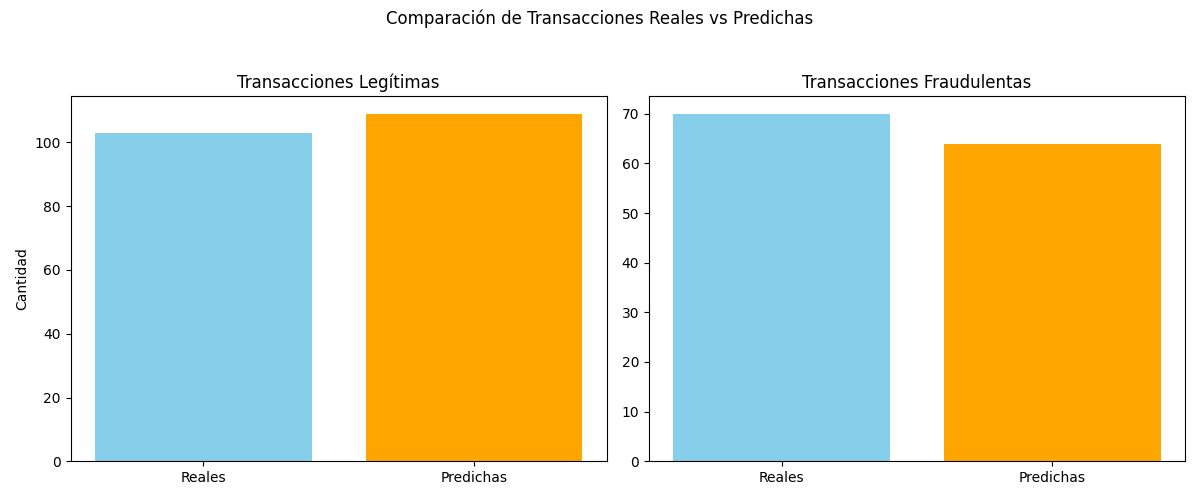 Comparación de Transacciones Reales vs Predichas
Transacciones Legítimas
Cantidad
100
80
60
40
20
0
Reales
Predichas
Transacciones Fraudulentas
70
60
50
40
30
20
10
0
Reales
Predichas